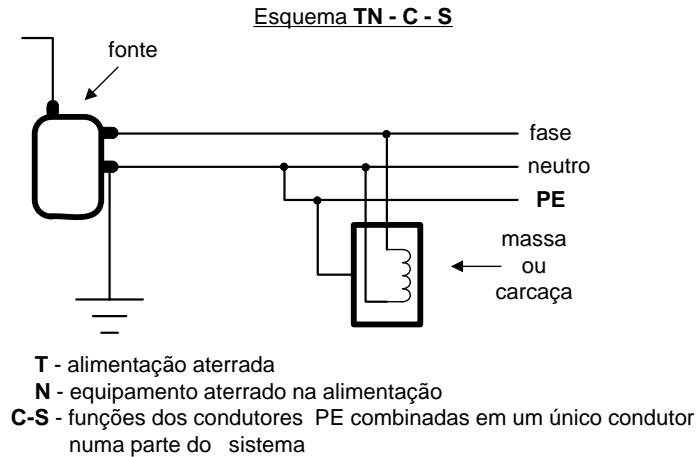 Esquema TN - C - S
fonte
fase
neutro
PE
massa
ou
carcaça
T - alimentação aterrada
N - equipamento aterrado na alimentação
C-S - funções dos condutores PE combinadas em um único condutor
numa parte do sistema